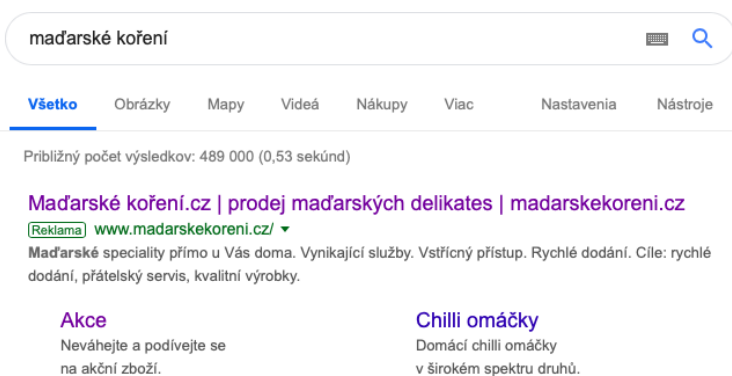 maďarské koření
Všetko Obrázky Mapy Videá Nákupy Viac Nastavenia Nástroje
Približný počet výsledkov: 489 000 (0,53 sekúnd)
Maďarské koření.cz | prodej maďarských delikates | madarskekoreni.cz
Reklama www.madarskekoreni.cz/
Maďarské speciality přímo u Vás doma. Vynikající služby. Vstřícný přístup. Rychlé dodání. Cíle: rychlé
dodání, přátelský servis, kvalitní výrobky.
Akce
Neváhejte a podívejte se
na akční zboží.
Chilli omáčky
Domácí chilli omáčky
v širokém spektru druhů.